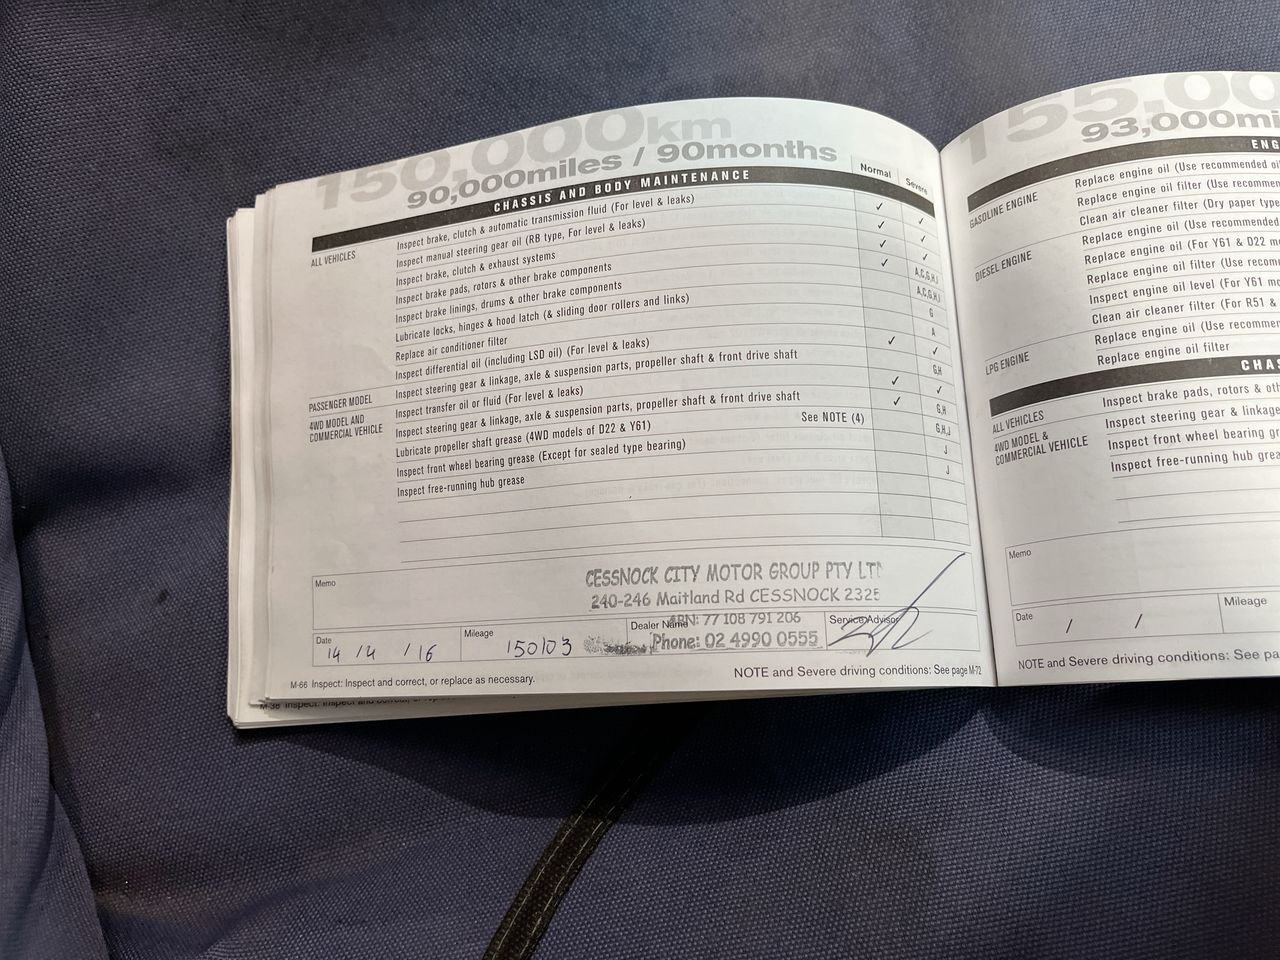 150,000km
90,000miles / 90months
CHASSIS AND BODY MAINTENANCE
Normal
Severe
ALL VEHICLES
Inspect brake, clutch & automatic transmission fluid (For level & leaks) ✓ ✓
Inspect manual steering gear oil (RB type, For level & leaks) ✓ ✓
Inspect brake, clutch & exhaust systems ✓ ✓
Inspect brake pads, rotors & other brake components ✓ A,C,G,H,J
Inspect brake linings, drums & other brake components A,C,G,H,J
Lubricate locks, hinges & hood latch (& sliding door rollers and links) G
Replace air conditioner filter A
Inspect differential oil (including LSD oil) (For level & leaks) ✓ ✓
PASSENGER MODEL
Inspect steering gear & linkage, axle & suspension parts, propeller shaft & front drive shaft G,H
4WD MODEL AND
COMMERCIAL VEHICLE
Inspect transfer oil or fluid (For level & leaks) ✓ ✓
Inspect steering gear & linkage, axle & suspension parts, propeller shaft & front drive shaft ✓ G,H
Lubricate propeller shaft grease (4WD models of D22 & Y61) See NOTE (4) G,H,J
Inspect front wheel bearing grease (Except for sealed type bearing) J
Inspect free-running hub grease J
Memo
CESSNOCK CITY MOTOR GROUP PTY LTD
240-246 Maitland Rd CESSNOCK 2325
ABN: 77 108 791 206
Phone: 02 4990 0555
Date
14 / 4 / 16
Mileage
150103
Dealer Name
Service Advisor
M-66 Inspect: Inspect and correct, or replace as necessary.
NOTE and Severe driving conditions: See page M-72
M-38 Inspect: Inspect and correct,
155,00
93,000mi
ENG
GASOLINE ENGINE
Replace engine oil (Use recommended oi
Replace engine oil filter (Use recommen
Clean air cleaner filter (Dry paper type
DIESEL ENGINE
Replace engine oil (Use recommended
Replace engine oil (For Y61 & D22 m
Replace engine oil filter (Use recom
Inspect engine oil level (For Y61 m
Clean air cleaner filter (For R51 &
LPG ENGINE
Replace engine oil (Use recommen
Replace engine oil filter
CHAS
ALL VEHICLES
Inspect brake pads, rotors & oth
4WD MODEL &
COMMERCIAL VEHICLE
Inspect steering gear & linkage
Inspect front wheel bearing gr
Inspect free-running hub grea
Memo
Date
/ /
Mileage
NOTE and Severe driving conditions: See pa